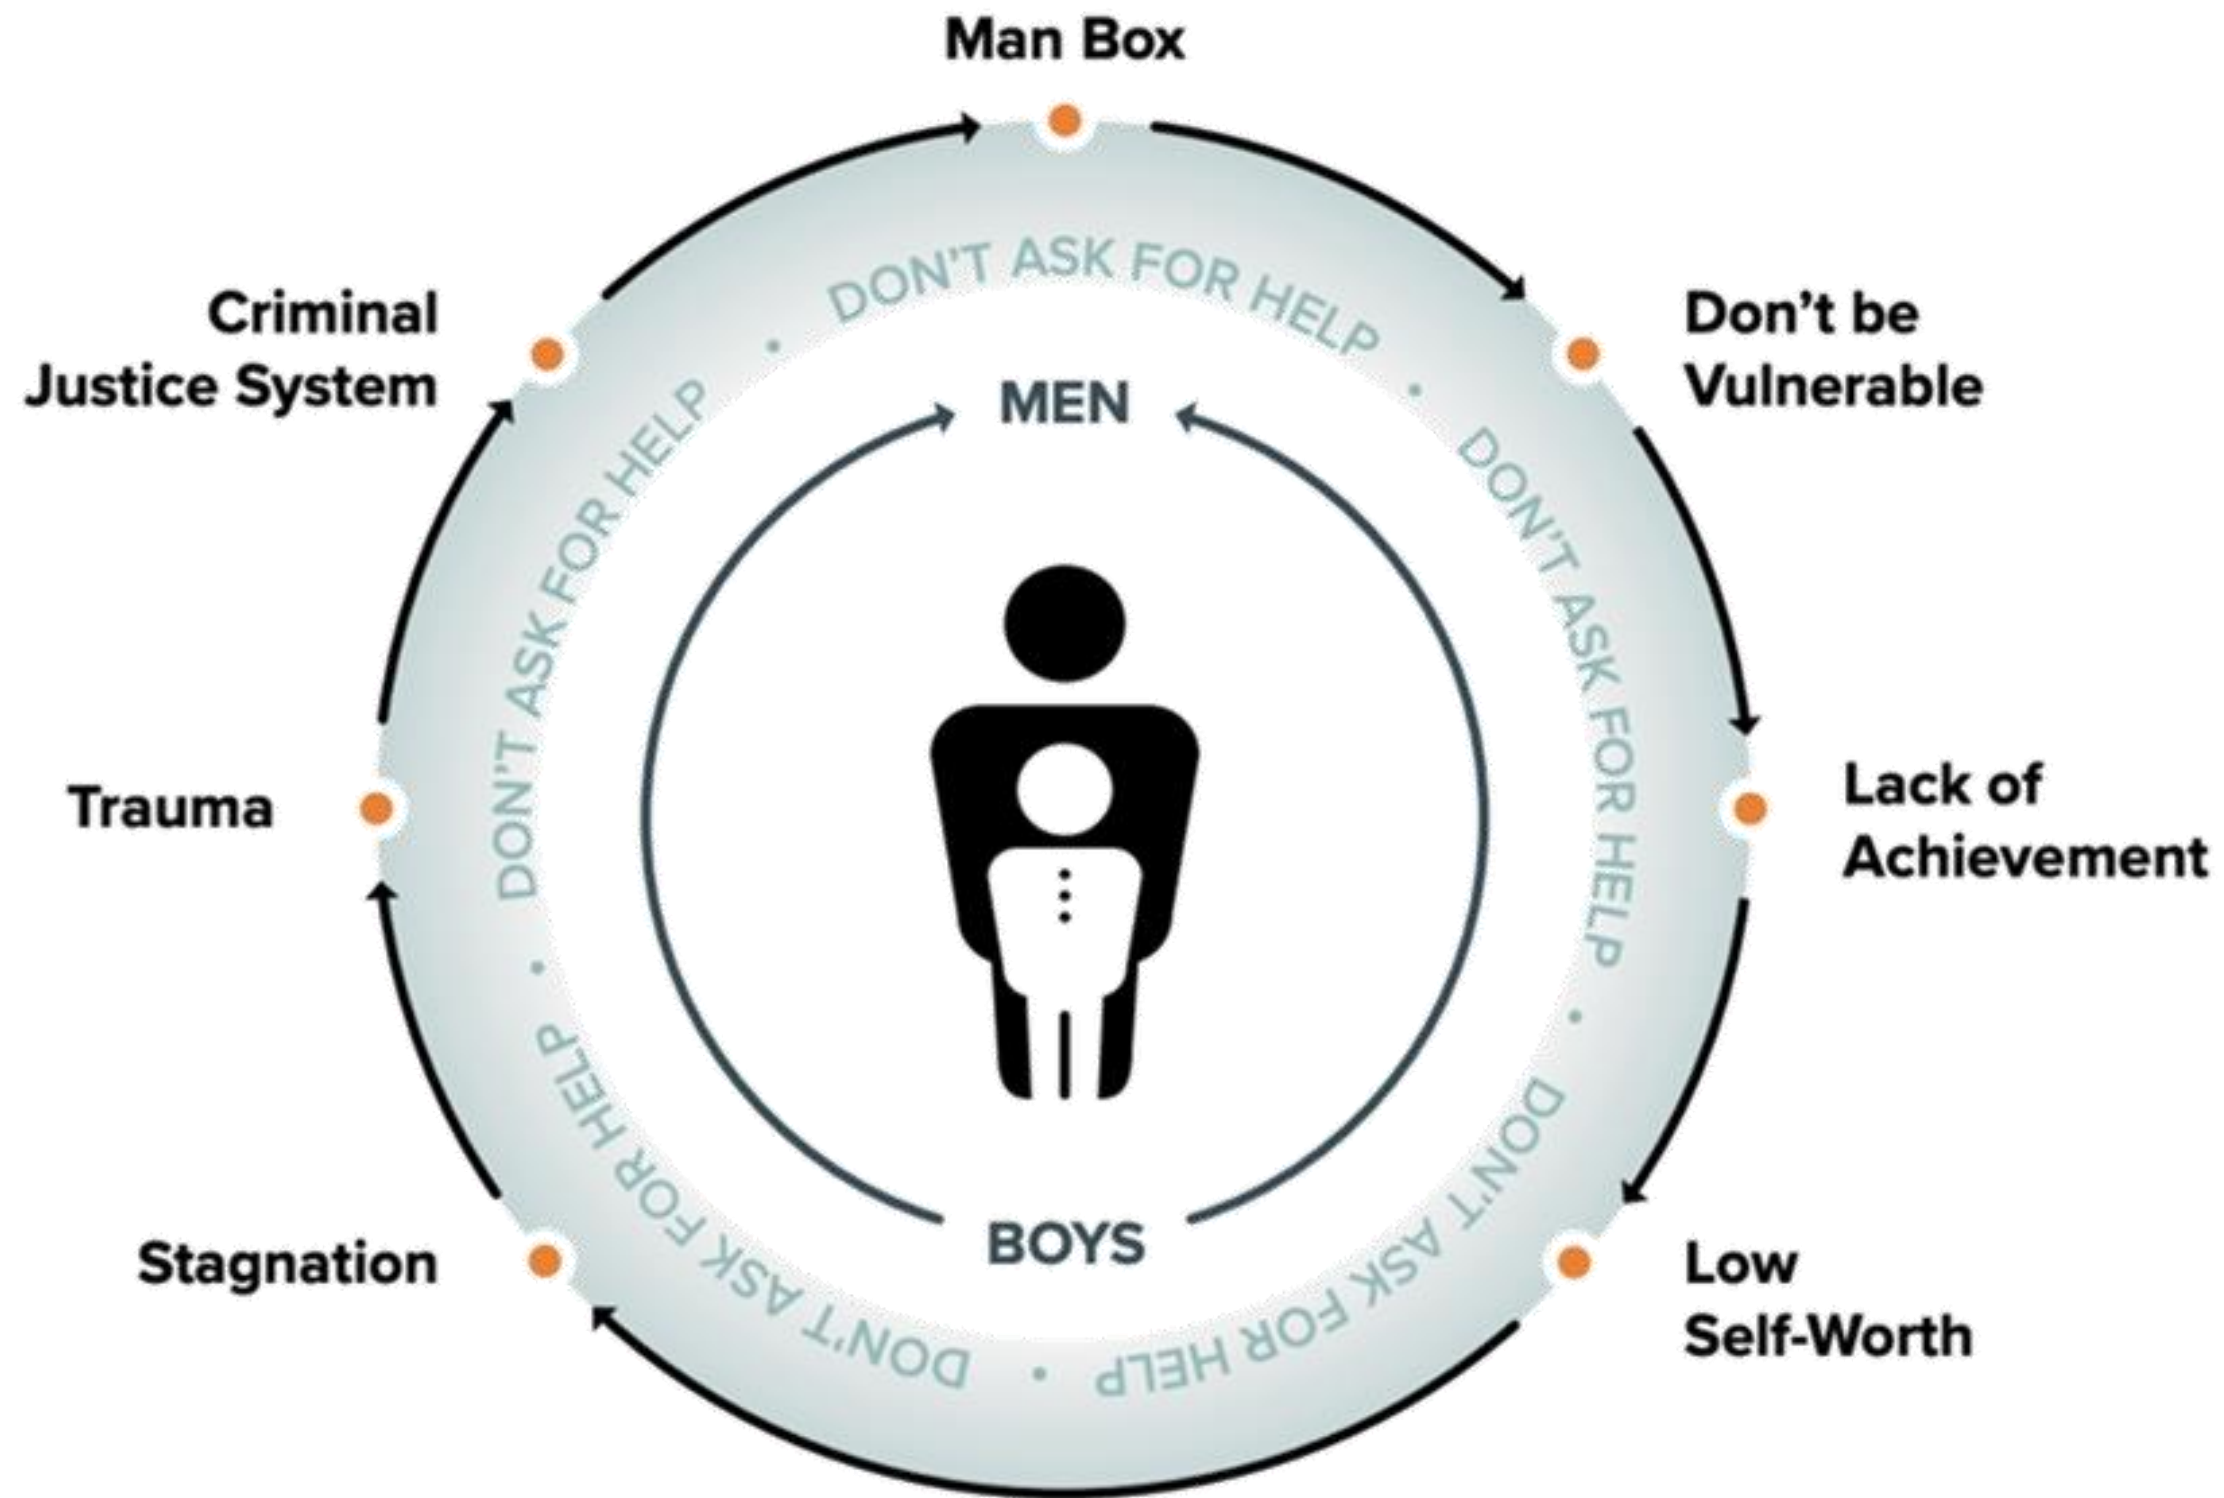 Man Box
Don't be
Vulnerable
Lack of
Achievement
Low
Self-Worth
Stagnation
Trauma
Criminal
Justice System
DON'T ASK FOR HELP • DON'T ASK FOR HELP • DON'T ASK FOR HELP • DON'T ASK FOR HELP • DON'T ASK FOR HELP •
MEN
BOYS